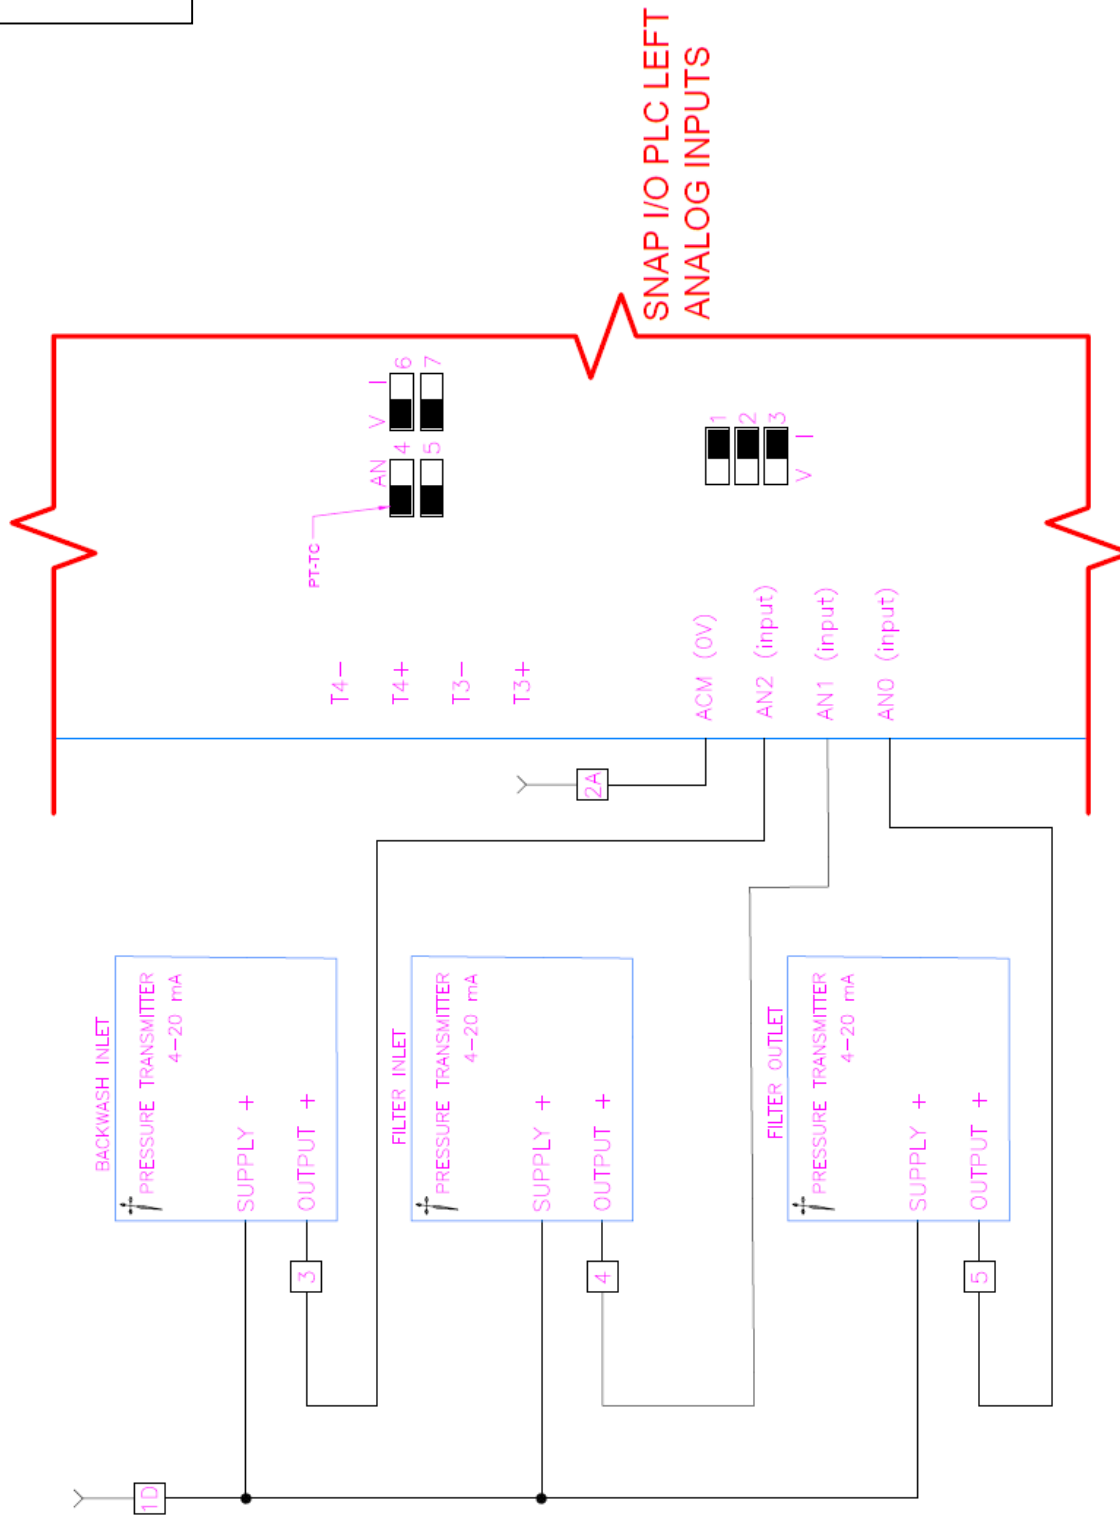 SNAP I/O PLC LEFT
ANALOG INPUTS
V I
6
7
AN
4
5
PT-TC
1
2
3
V I
T4-
T4+
T3-
T3+
ACM (0V)
AN2 (input)
AN1 (input)
AN0 (input)
2A
BACKWASH INLET
PRESSURE TRANSMITTER
4-20 mA
SUPPLY +
OUTPUT +
3
FILTER INLET
PRESSURE TRANSMITTER
4-20 mA
SUPPLY +
OUTPUT +
4
FILTER OUTLET
PRESSURE TRANSMITTER
4-20 mA
SUPPLY +
OUTPUT +
5
1D